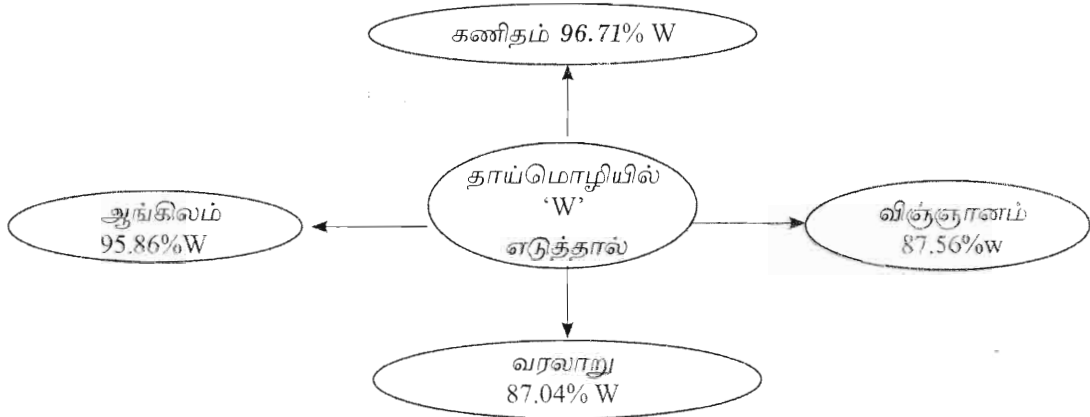 கணிதம் 96.71% W
தாய்மொழியில்
‘W’
எடுத்தால்
ஆங்கிலம்
95.86%W
விஞ்ஞானம்
87.56%w
வரலாறு
87.04% W